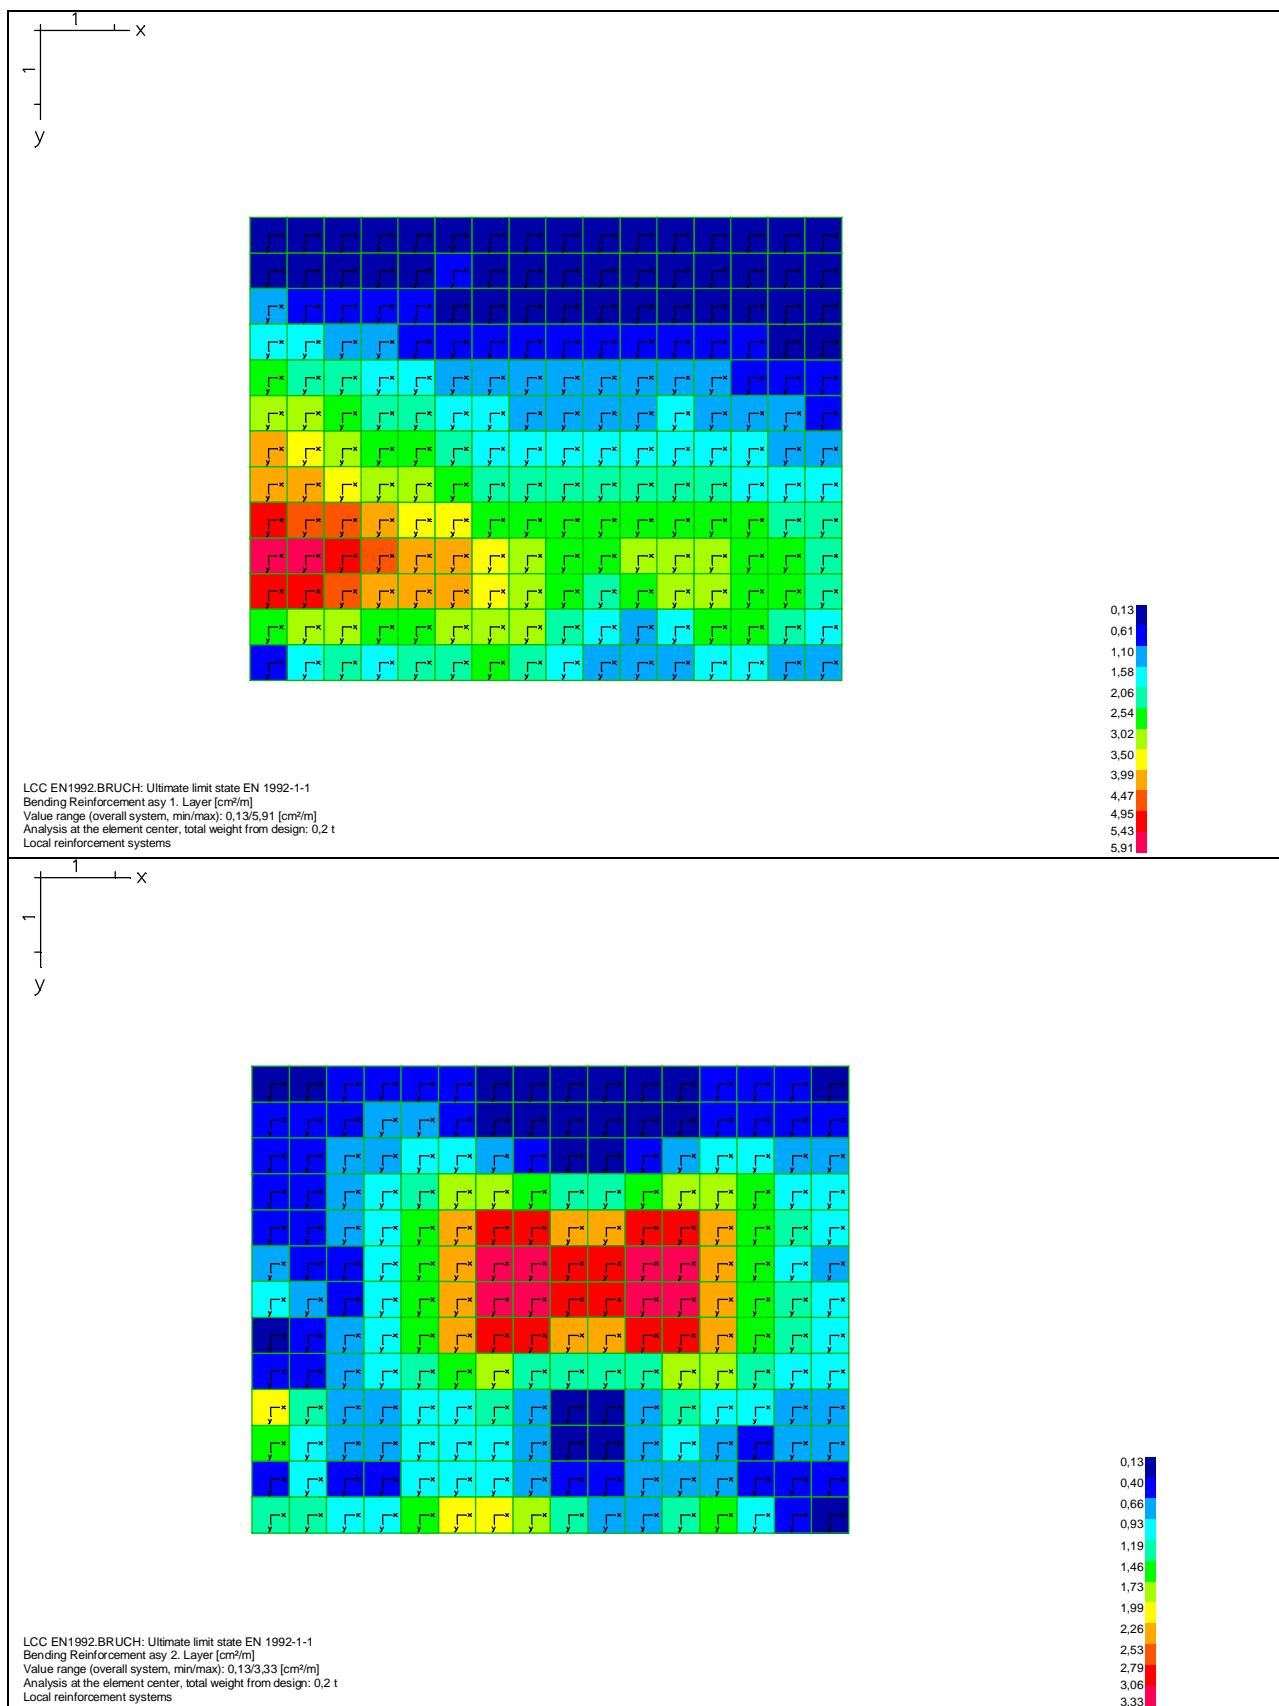 1
x
1
y
0,13
0,61
1,10
1,58
2,06
2,54
3,02
3,50
3,99
4,47
4,95
5,43
5,91
LCC EN1992.BRUCH: Ultimate limit state EN 1992-1-1
Bending Reinforcement asy 1. Layer [cm²/m]
Value range (overall system, min/max): 0,13/5,91 [cm²/m]
Analysis at the element center, total weight from design: 0,2 t
Local reinforcement systems
1
x
1
y
0,13
0,40
0,66
0,93
1,19
1,46
1,73
1,99
2,26
2,53
2,79
3,06
3,33
LCC EN1992.BRUCH: Ultimate limit state EN 1992-1-1
Bending Reinforcement asy 2. Layer [cm²/m]
Value range (overall system, min/max): 0,13/3,33 [cm²/m]
Analysis at the element center, total weight from design: 0,2 t
Local reinforcement systems